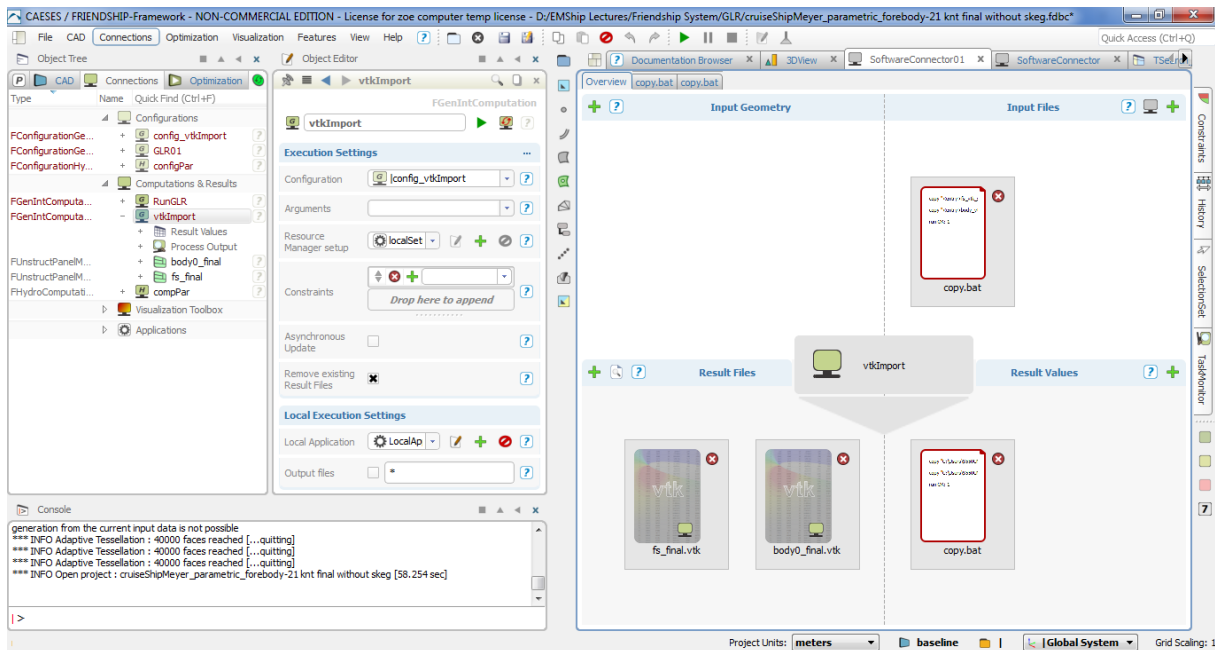 CAESES / FRIENDSHIP-Framework - NON-COMMERCIAL EDITION - License for zoe computer temp license - D:/EMShip Lectures/Friendship System/GLR/cruiseShipMeyer_parametric_forebody-21 knt final without skeg.fdbc*
File CAD Connections Optimization Visualization Features View Help ? Quick Access (Ctrl+Q)
Object Tree
Object Editor
Documentation Browser 3DView SoftwareConnector01 SoftwareConnector
P CAD Connections Optimization
vtkImport
Overview copy.bat copy.bat
Type Name Quick Find (Ctrl+F)
FGenIntComputation
Input Geometry Input Files
Configurations
vtkImport
FConfigurationGe... config_vtkImport
FConfigurationGe... GLR01
FConfigurationHy... configPar
Execution Settings ...
Configuration |config_vtkImport
Computations & Results
FGenIntComputa... RunGLR
FGenIntComputa... vtkImport
Arguments
Result Values
Process Output
Resource Manager setup localSet
FUnstructPanelM... body0_final
FUnstructPanelM... fs_final
FHydroComputati... compPar
Constraints
Drop here to append
Visualization Toolbox
Applications
copy.bat
Asynchronous Update
Remove existing Result Files
vtkImport
Result Files Result Values
Local Execution Settings
Local Application LocalAp
Output files *
vtk
vtk
fs_final.vtk body0_final.vtk copy.bat
Constraints
History
SelectionSet
TaskMonitor
7
Console
generation from the current input data is not possible
*** INFO Adaptive Tessellation : 40000 faces reached [...quitting]
*** INFO Adaptive Tessellation : 40000 faces reached [...quitting]
*** INFO Adaptive Tessellation : 40000 faces reached [...quitting]
*** INFO Open project : cruiseShipMeyer_parametric_forebody-21 knt final without skeg [58.254 sec]
| >
Project Units: meters baseline | |Global System Grid Scaling: 1